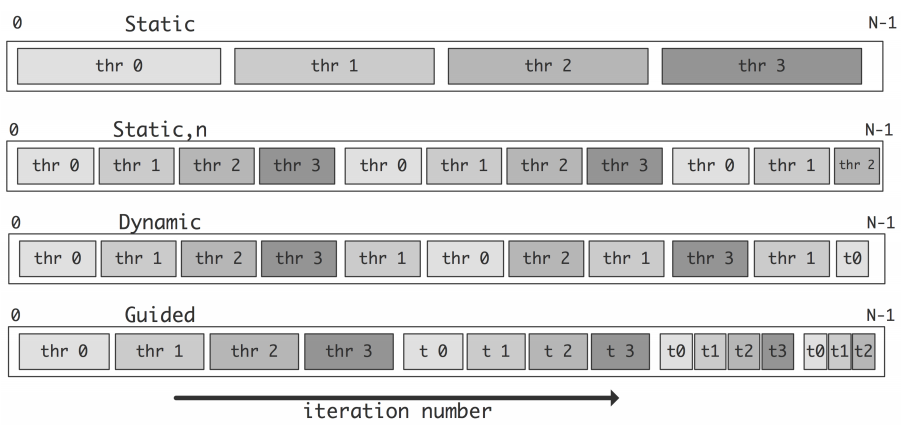 0 Static N-1
thr 0 thr 1 thr 2 thr 3
0 Static,n N-1
thr 0 thr 1 thr 2 thr 3 thr 0 thr 1 thr 2 thr 3 thr 0 thr 1 thr 2
0 Dynamic N-1
thr 0 thr 1 thr 2 thr 3 thr 1 thr 0 thr 2 thr 1 thr 3 thr 1 t0
0 Guided N-1
thr 0 thr 1 thr 2 thr 3 t 0 t 1 t 2 t 3 t0 t1 t2 t3 t0 t1 t2
iteration number